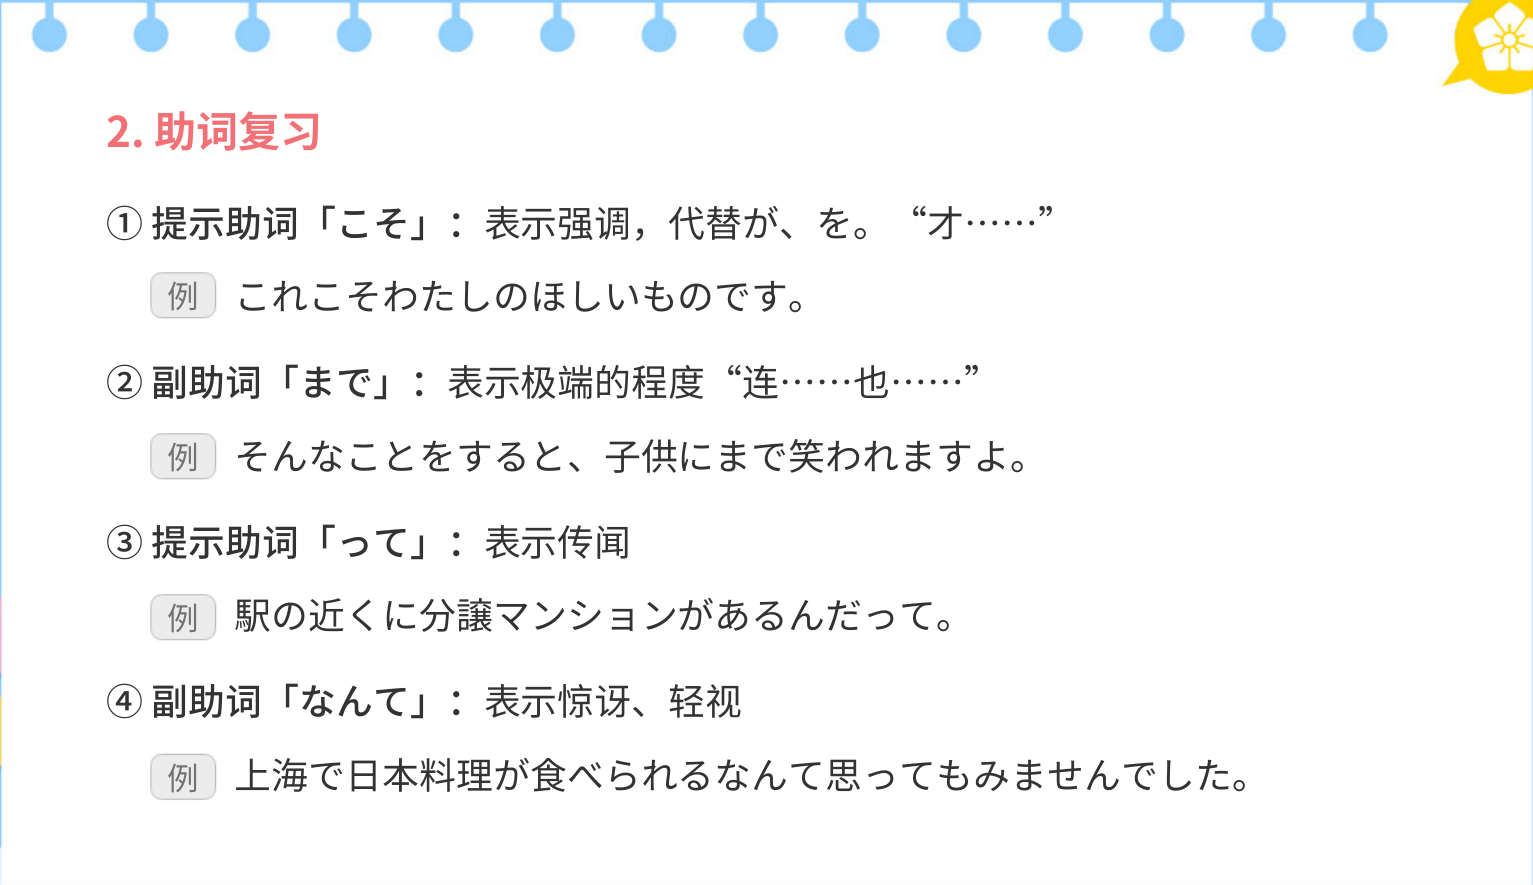 2. 助词复习
① 提示助词「こそ」：表示强调，代替が、を。 “才……”
例 これこそわたしのほしいものです。
② 副助词「まで」：表示极端的程度“连……也……”
例 そんなことをすると、子供にまで笑われますよ。
③ 提示助词「って」：表示传闻
例 駅の近くに分譲マンションがあるんだって。
④ 副助词「なんて」：表示惊讶、轻视
例 上海で日本料理が食べられるなんて思ってもみませんでした。